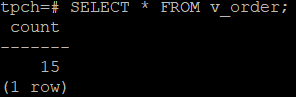 tpch=# SELECT * FROM v_order;
 count
-------
    15
(1 row)